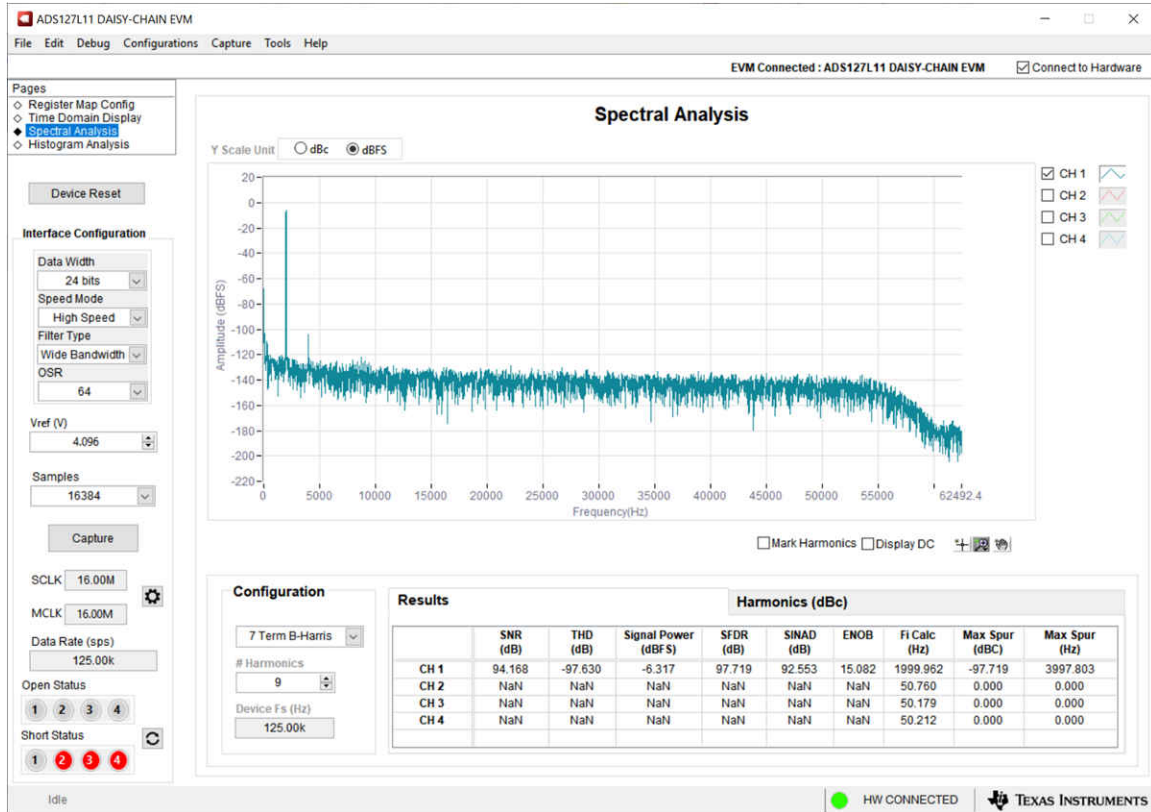 ADS127L11 DAISY-CHAIN EVM
File Edit Debug Configurations Capture Tools Help
EVM Connected : ADS127L11 DAISY-CHAIN EVM Connect to Hardware
Pages
Register Map Config
Time Domain Display
Spectral Analysis
Histogram Analysis
Device Reset
Interface Configuration
Data Width
24 bits
Speed Mode
High Speed
Filter Type
Wide Bandwidth
OSR
64
Vref (V)
4.096
Samples
16384
Capture
SCLK 16.00M
MCLK 16.00M
Data Rate (sps)
125.00k
Open Status
1 2 3 4
Short Status
1 2 3 4
Spectral Analysis
Y Scale Unit dBc dBFS
CH 1
CH 2
CH 3
CH 4
Amplitude (dBFS)
20
0
-20
-40
-60
-80
-100
-120
-140
-160
-180
-200
-220
0 5000 10000 15000 20000 25000 30000 35000 40000 45000 50000 55000 62492.4
Frequency(Hz)
Mark Harmonics Display DC
Configuration
7 Term B-Harris
# Harmonics
9
Device Fs (Hz)
125.00k
Results Harmonics (dBc)
SNR (dB) THD (dB) Signal Power (dBFS) SFDR (dB) SINAD (dB) ENOB Fi Calc (Hz) Max Spur (dBC) Max Spur (Hz)
CH 1 94.168 -97.630 -6.317 97.719 92.553 15.082 1999.962 -97.719 3997.803
CH 2 NaN NaN NaN NaN NaN NaN 50.760 0.000 0.000
CH 3 NaN NaN NaN NaN NaN NaN 50.179 0.000 0.000
CH 4 NaN NaN NaN NaN NaN NaN 50.212 0.000 0.000
Idle HW CONNECTED TEXAS INSTRUMENTS